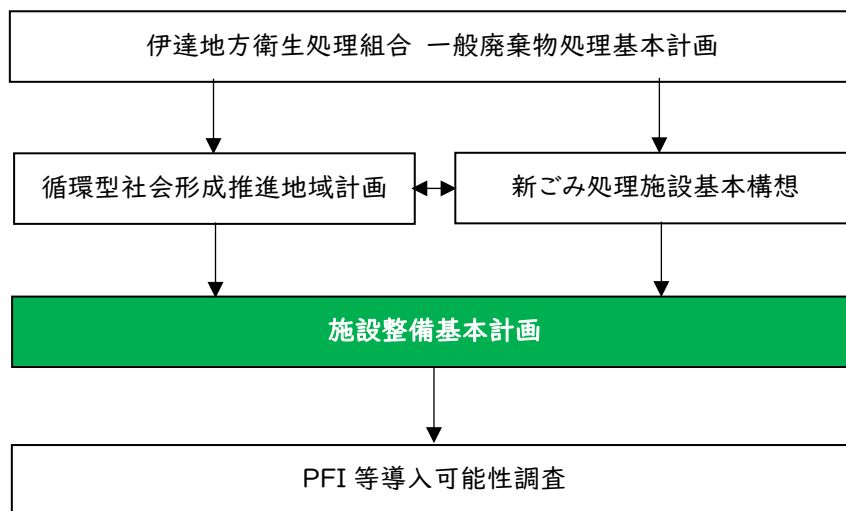 伊達地方衛生処理組合 一般廃棄物処理基本計画
循環型社会形成推進地域計画
新ごみ処理施設基本構想
施設整備基本計画
PFI 等導入可能性調査